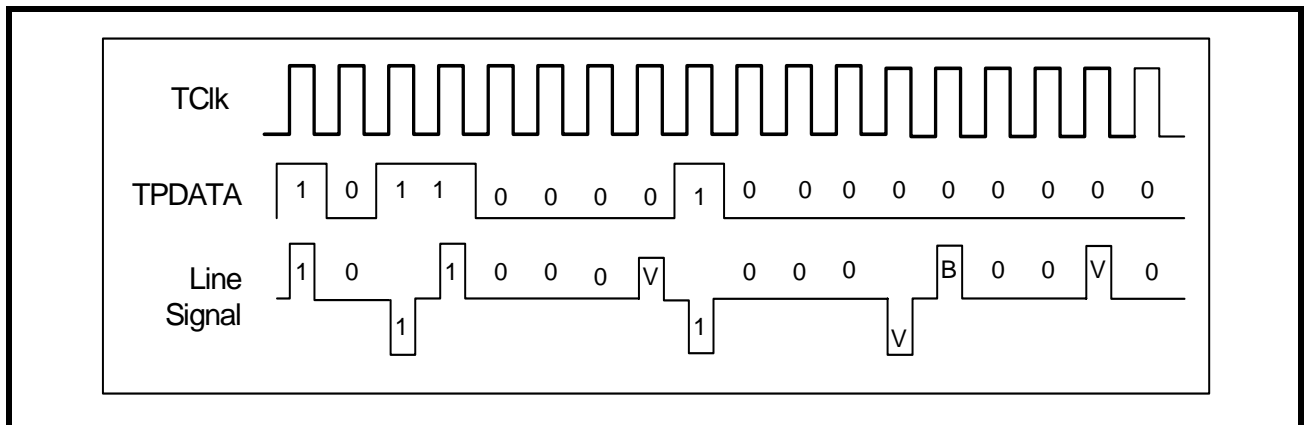 TClk
TPDATA 1 0 1 1 0 0 0 0 1 0 0 0 0 0 0 0 0 0
Line Signal 1 0 1 1 0 0 0 V 1 0 0 0 V B 0 0 V 0